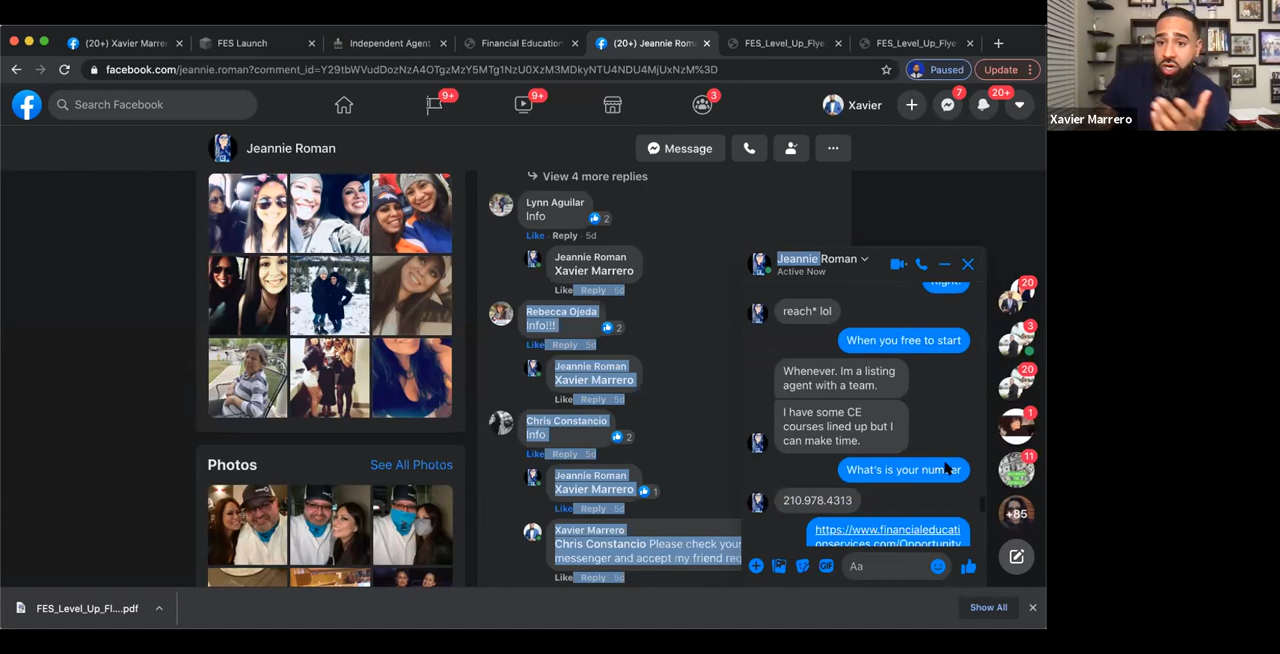 (20+) Xavier Marre
FES Launch
Independent Agent
Financial Education
(20+) Jeannie Rom
FES_Level_Up_Flye
FES_Level_Up_Flye
facebook.com/jeannie.roman?comment_id=
Paused
Update
Search Facebook
9+
9+
3
Xavier
7
20+
Xavier Marrero
Jeannie Roman
Message
View 4 more replies
Lynn Aguilar
Info
2
Like · Reply · 5d
Jeannie Roman
Xavier Marrero
Like Reply 5d
Rebecca Ojeda
Info!!!
2
Like Reply 5d
Jeannie Roman
Xavier Marrero
Like Reply 5d
Chris Constancio
Info
2
Like Reply 5d
Jeannie Roman
Xavier Marrero
1
Like Reply 5d
Xavier Marrero
Chris Constancio Please check your
messenger and accept my friend req
Like Reply 5d
Photos
See All Photos
Jeannie Roman
Active Now
Right!
reach* lol
When you free to start
Whenever. Im a listing
agent with a team.
I have some CE
courses lined up but I
can make time.
What's is your number
210.978.4313
https://www.financialeducati
onservices.com/Opportunity
Aa
GIF
20
3
20
1
11
+85
FES_Level_Up_Fl....pdf
Show All